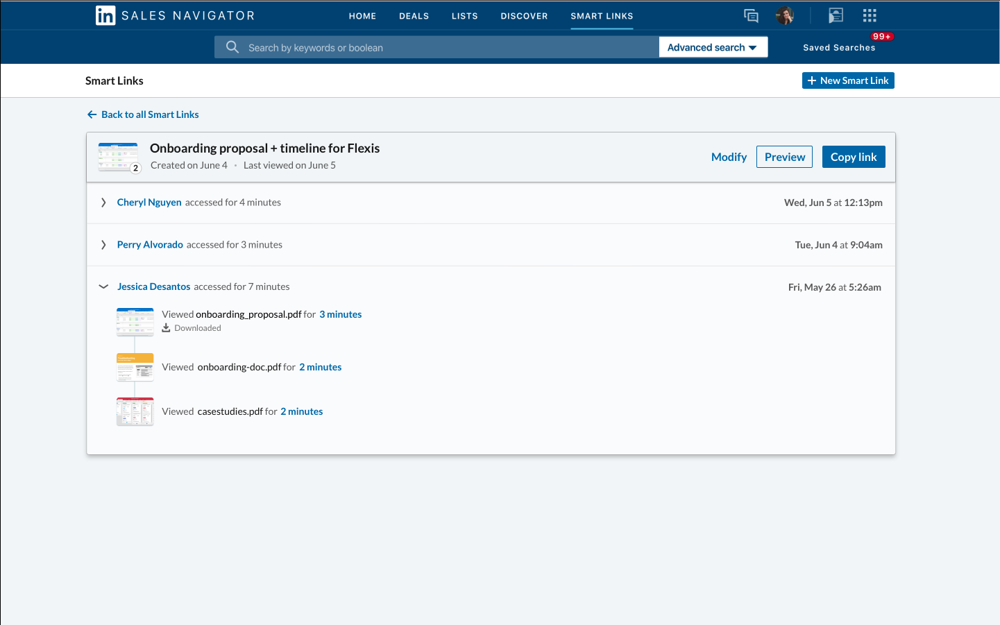 in SALES NAVIGATOR HOME DEALS LISTS DISCOVER SMART LINKS
Search by keywords or boolean Advanced search Saved Searches 99+
Smart Links + New Smart Link
Back to all Smart Links
Onboarding proposal + timeline for Flexis
2 Created on June 4 • Last viewed on June 5
Modify Preview Copy link
Cheryl Nguyen accessed for 4 minutes Wed, Jun 5 at 12:13pm
Perry Alvorado accessed for 3 minutes Tue, Jun 4 at 9:04am
Jessica Desantos accessed for 7 minutes Fri, May 26 at 5:26am
Viewed onboarding_proposal.pdf for 3 minutes
Downloaded
Viewed onboarding-doc.pdf for 2 minutes
Viewed casestudies.pdf for 2 minutes